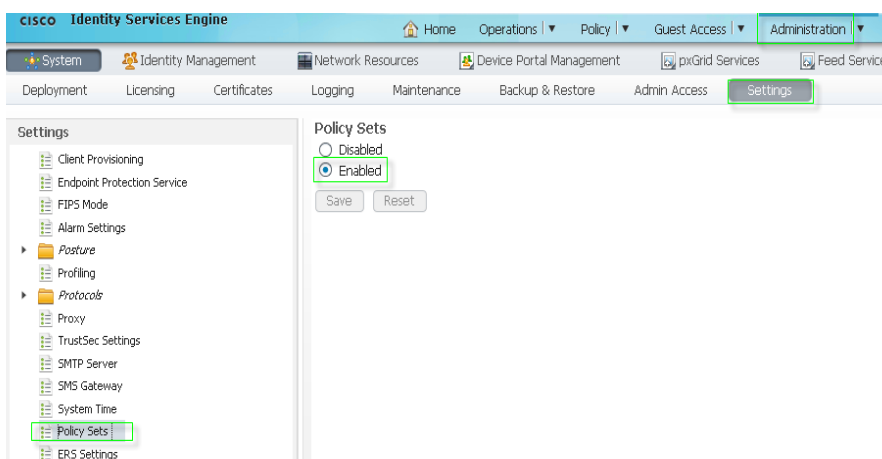 CISCO Identity Services Engine
Home Operations Policy Guest Access Administration
System Identity Management Network Resources Device Portal Management pxGrid Services Feed Servic
Deployment Licensing Certificates Logging Maintenance Backup & Restore Admin Access Settings
Settings
Client Provisioning
Endpoint Protection Service
FIPS Mode
Alarm Settings
Posture
Profiling
Protocols
Proxy
TrustSec Settings
SMTP Server
SMS Gateway
System Time
Policy Sets
ERS Settings
Policy Sets
Disabled
Enabled
Save Reset